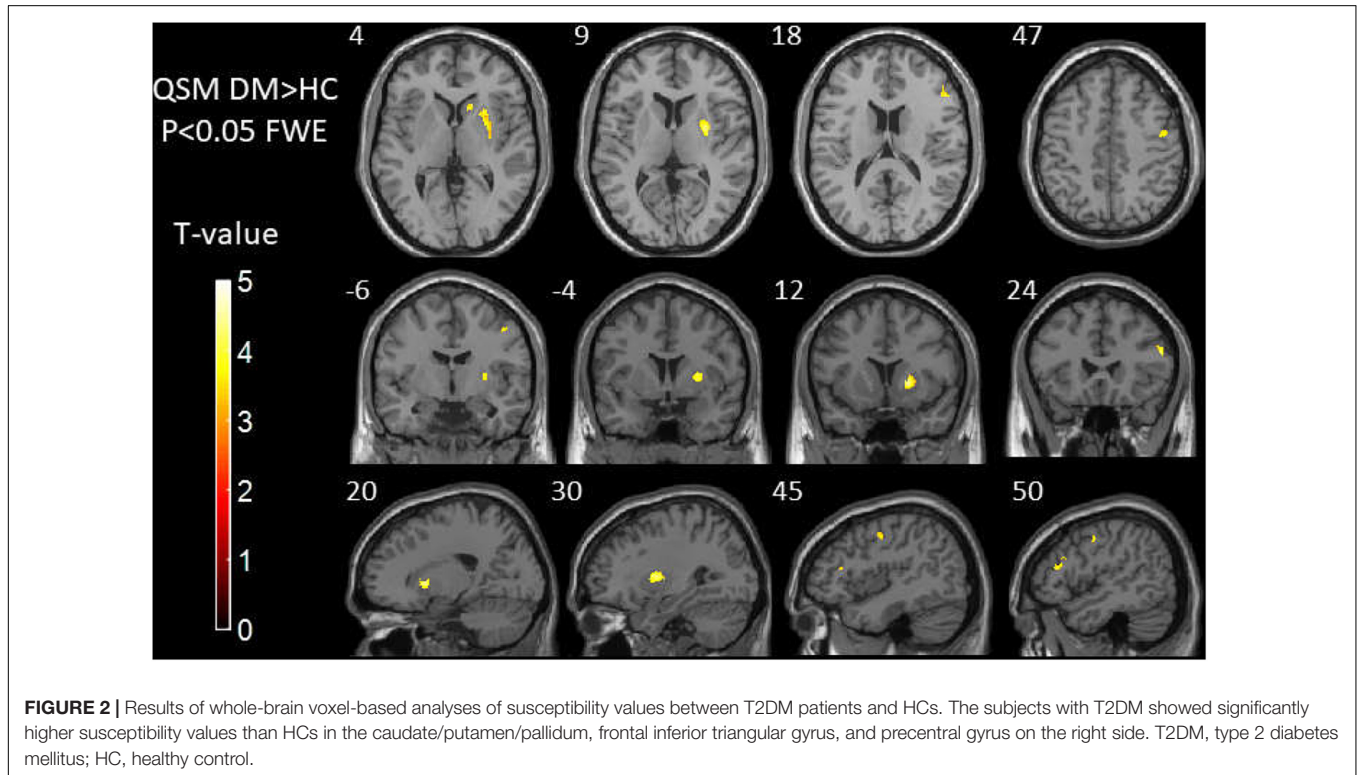 4 9 18 47
QSM DM>HC
P<0.05 FWE
T-value
5
4
3
2
1
0
-6 -4 12 24
20 30 45 50
FIGURE 2 | Results of whole-brain voxel-based analyses of susceptibility values between T2DM patients and HCs. The subjects with T2DM showed significantly
higher susceptibility values than HCs in the caudate/putamen/pallidum, frontal inferior triangular gyrus, and precentral gyrus on the right side. T2DM, type 2 diabetes
mellitus; HC, healthy control.